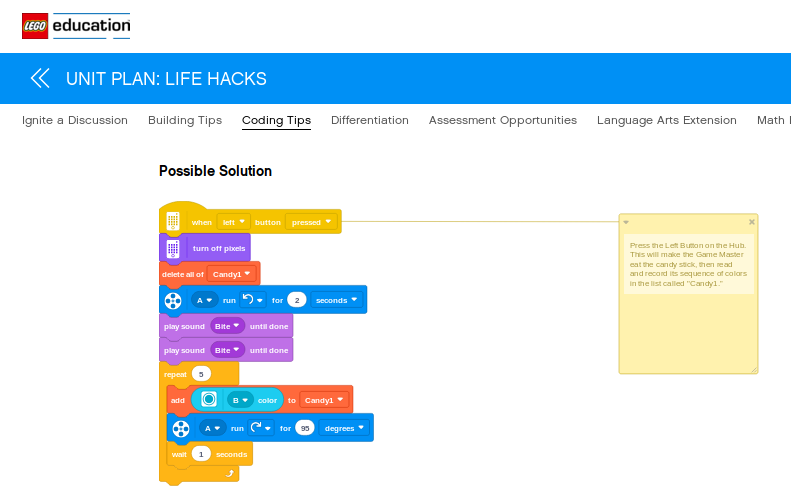 LEGO education
UNIT PLAN: LIFE HACKS
Ignite a Discussion Building Tips Coding Tips Differentiation Assessment Opportunities Language Arts Extension Math
Possible Solution
when left button pressed
turn off pixels
delete all of Candy1
A run for 2 seconds
play sound Bite until done
play sound Bite until done
repeat 5
add B color to Candy1
A run for 95 degrees
wait 1 seconds
Press the Left Button on the Hub.
This will make the Game Master
eat the candy stick, then read
and record its sequence of colors
in the list called "Candy1."